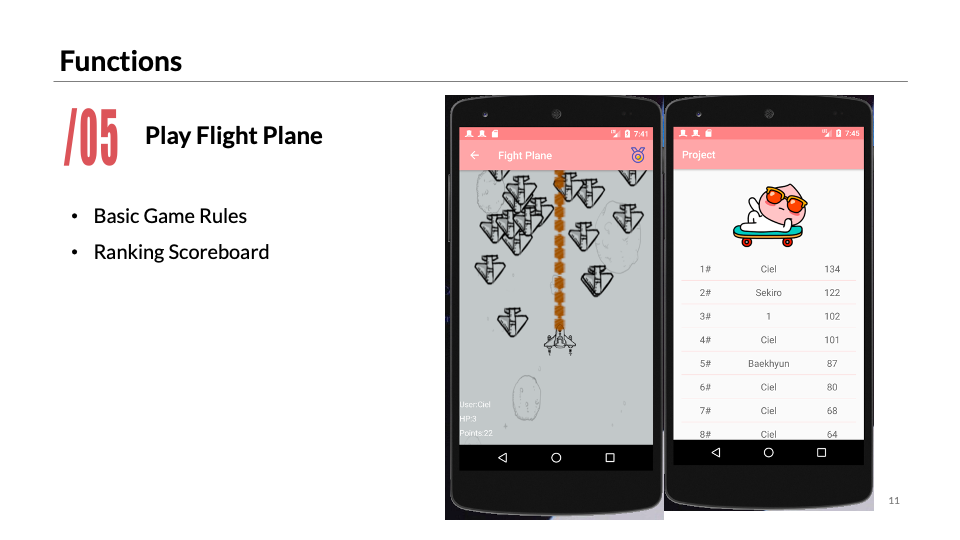 Functions
/05
Play Flight Plane
• Basic Game Rules
• Ranking Scoreboard
7:41
Fight Plane
User:Ciel
HP:3
Points:22
7:45
Project
1# Ciel 134
2# Sekiro 122
3# 1 102
4# Ciel 101
5# Baekhyun 87
6# Ciel 80
7# Ciel 68
8# Ciel 64
11